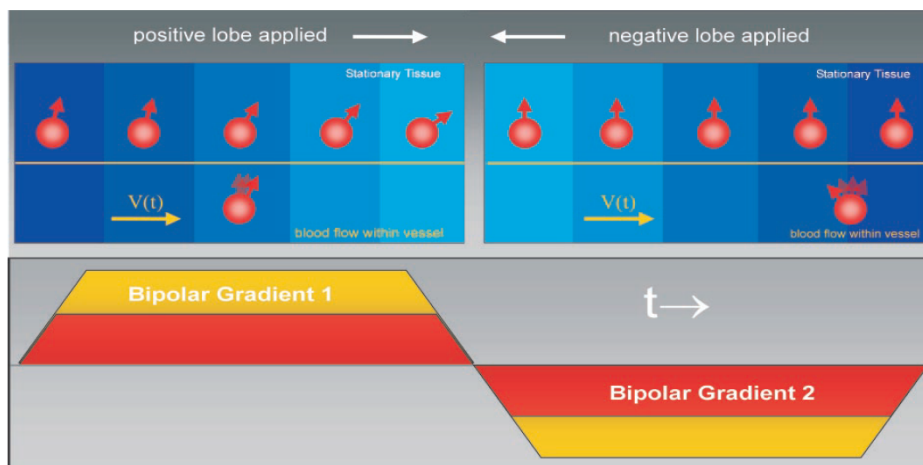 positive lobe applied
negative lobe applied
Stationary Tissue
Stationary Tissue
V(t)
V(t)
blood flow within vessel
blood flow within vessel
Bipolar Gradient 1
t→
Bipolar Gradient 2